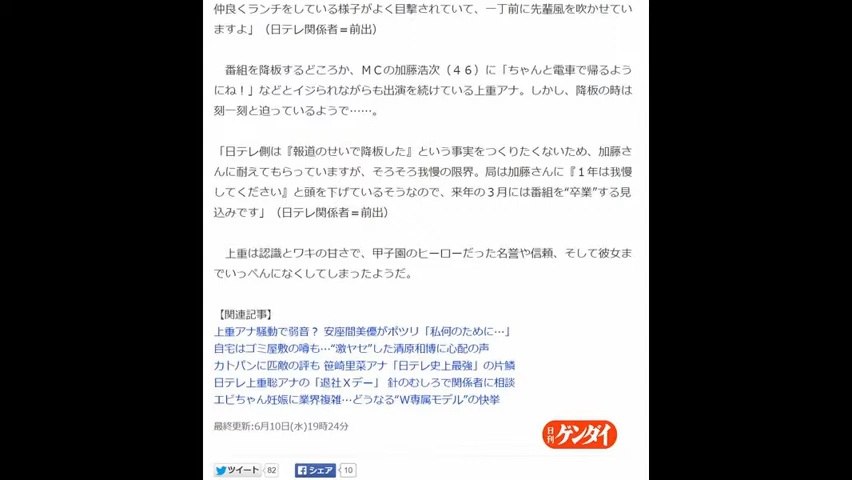 仲良くランチをしている様子がよく目撃されていて、一丁前に先輩風を吹かせてい
ますよ」（日テレ関係者＝前出）
番組を降板するどころか、ＭＣの加藤浩次（４６）に「ちゃんと電車で帰るよう
にね！」などとイジられながらも出演を続けている上重アナ。しかし、降板の時は
刻一刻と迫っているようで……。
「日テレ側は『報道のせいで降板した』という事実をつくりたくないため、加藤さ
んに耐えてもらっていますが、そろそろ我慢の限界。局は加藤さんに『１年は我慢
してください』と頭を下げているそうなので、来年の３月には番組を“卒業”する見
込みです」（日テレ関係者＝前出）
上重は認識とワキの甘さで、甲子園のヒーローだった名誉や信頼、そして彼女ま
でいっぺんになくしてしまったようだ。
【関連記事】
上重アナ騒動で弱音？ 安座間美優がポツリ「私何のために…」
自宅はゴミ屋敷の噂も…“激ヤセ”した清原和博に心配の声
カトパンに匹敵の評も 笹崎里菜アナ「日テレ史上最強」の片鱗
日テレ上重聡アナの「退社Ｘデー」 針のむしろで関係者に相談
エビちゃん妊娠に業界複雑…どうなる“Ｗ専属モデル”の快挙
最終更新:6月10日(水)19時24分
日刊ゲンダイ
ツイート 82 シェア 10